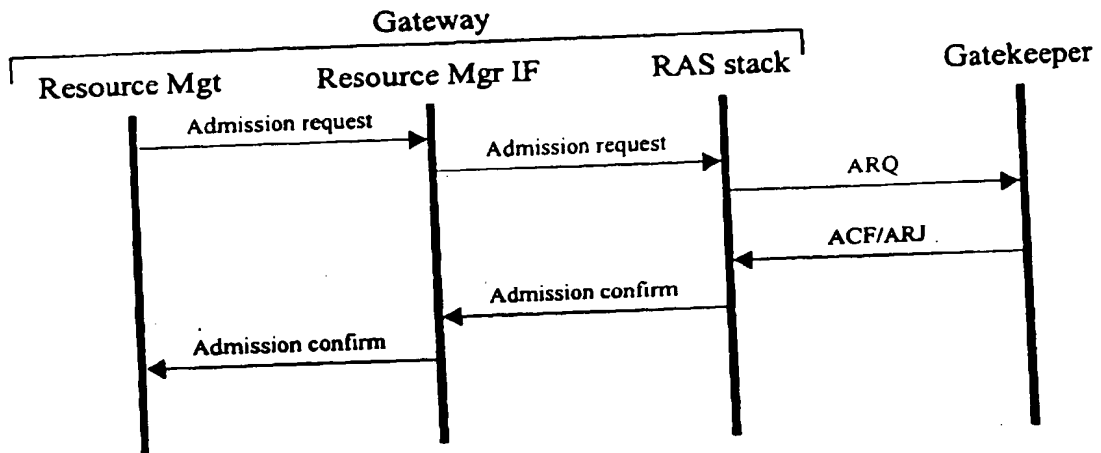 Gateway
Resource Mgt
Resource Mgr IF
RAS stack
Gatekeeper
Admission request
Admission request
ARQ
ACF/ARJ
Admission confirm
Admission confirm